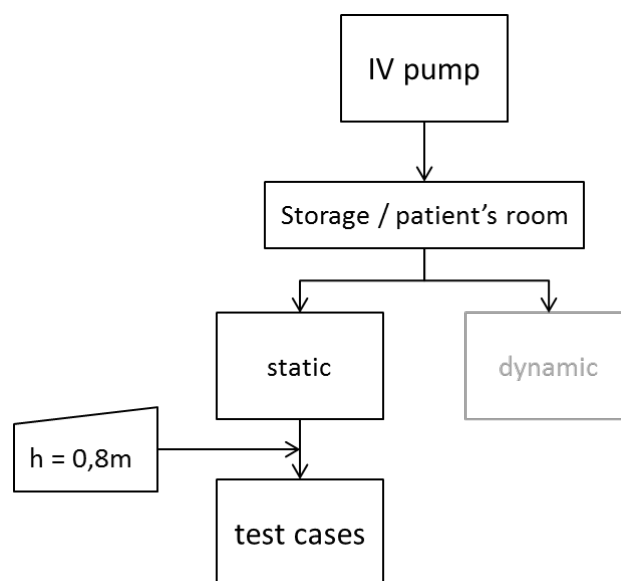 IV pump
Storage / patient's room
static
dynamic
h = 0,8m
test cases